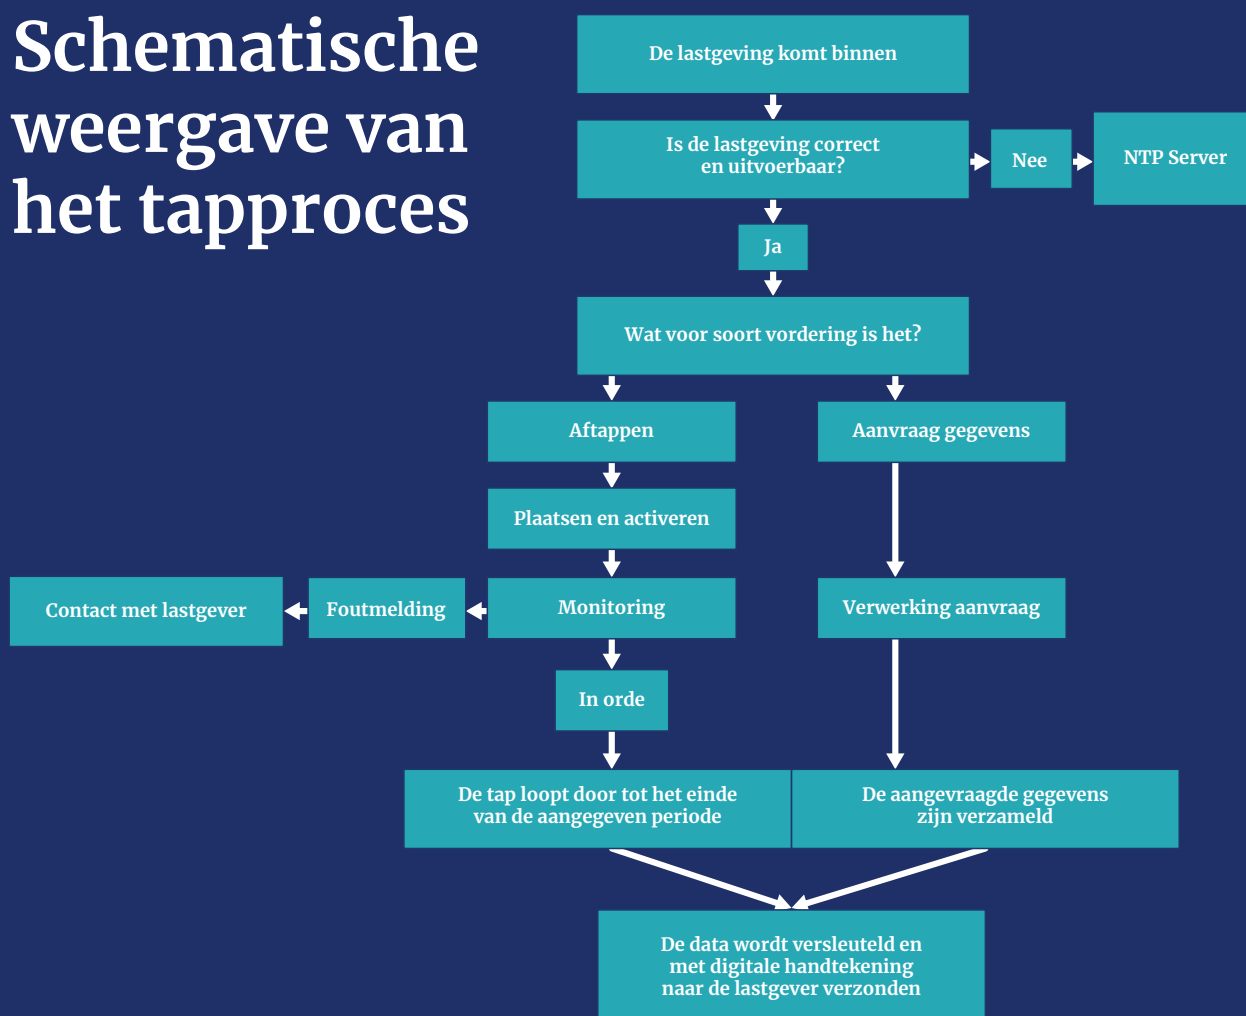 Schematische
weergave van
het tapproces
De lastgeving komt binnen
Is de lastgeving correct
en uitvoerbaar?
Nee
NTP Server
Ja
Wat voor soort vordering is het?
Aftappen
Aanvraag gegevens
Plaatsen en activeren
Contact met lastgever
Foutmelding
Monitoring
Verwerking aanvraag
In orde
De tap loopt door tot het einde
van de aangegeven periode
De aangevraagde gegevens
zijn verzameld
De data wordt versleuteld en
met digitale handtekening
naar de lastgever verzonden